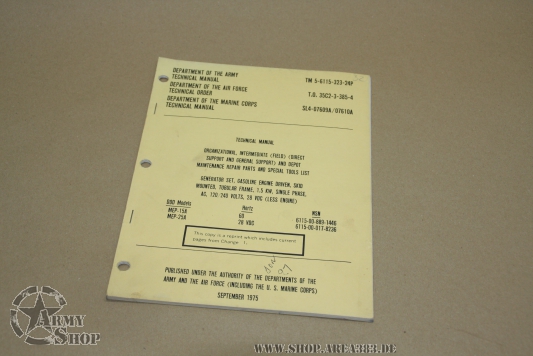 DEPARTMENT OF THE ARMY
TECHNICAL MANUAL
DEPARTMENT OF THE AIR FORCE
TECHNICAL ORDER
DEPARTMENT OF THE MARINE CORPS
TECHNICAL MANUAL
TM 5-6115-323-24P
T.O. 35C2-3-385-4
SL4-07609A/07610A
TECHNICAL MANUAL
ORGANIZATIONAL, INTERMEDIATE (FIELD) (DIRECT
SUPPORT AND GENERAL SUPPORT) AND DEPOT
MAINTENANCE REPAIR PARTS AND SPECIAL TOOLS LIST
GENERATOR SET, GASOLINE ENGINE DRIVEN, SKID
MOUNTED, TUBULAR FRAME, 1.5 KW, SINGLE PHASE,
AC, 120/240 VOLTS, 28 VDC (LESS ENGINE)
DOD Models Hertz NSN
MEP-15A 60 6115-00-889-1446
MEP-25A 28 VDC 6115-00-017-8236
This copy is a reprint which includes current
pages from Change 1.
PUBLISHED UNDER THE AUTHORITY OF THE DEPARTMENTS OF THE
ARMY AND THE AIR FORCE (INCLUDING THE U. S. MARINE CORPS)
SEPTEMBER 1975
ARMY
SHOP
WWW.SHOP.AREA1183.DE